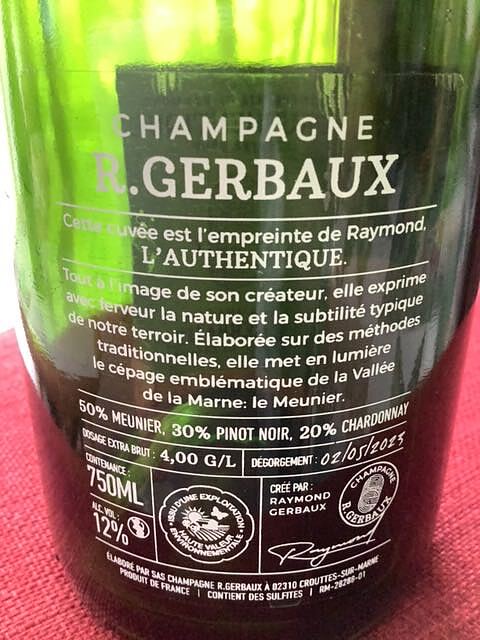 CHAMPAGNE
R.GERBAUX
Cette cuvée est l'empreinte de Raymond,
L'AUTHENTIQUE.
Tout à l'image de son créateur, elle exprime
avec ferveur la nature et la subtilité typique
de notre terroir. Élaborée sur des méthodes
traditionnelles, elle met en lumière
le cépage emblématique de la Vallée
de la Marne: le Meunier.
50% MEUNIER, 30% PINOT NOIR, 20% CHARDONNAY
DOSAGE EXTRA BRUT : 4,00 G/L
DÉGORGEMENT : 02/05/2023
CONTENANCE :
750ML
ALC. VOL :
12%
ISSU D'UNE EXPLOITATION
HAUTE VALEUR
ENVIRONNEMENTALE
CRÉÉ PAR :
RAYMOND
GERBAUX
CHAMPAGNE
R.GERBAUX
Raymond
ÉLABORÉ PAR SAS CHAMPAGNE R.GERBAUX À 02310 CROUTTES-SUR-MARNE
PRODUIT DE FRANCE | CONTIENT DES SULFITES | RM-28288-01